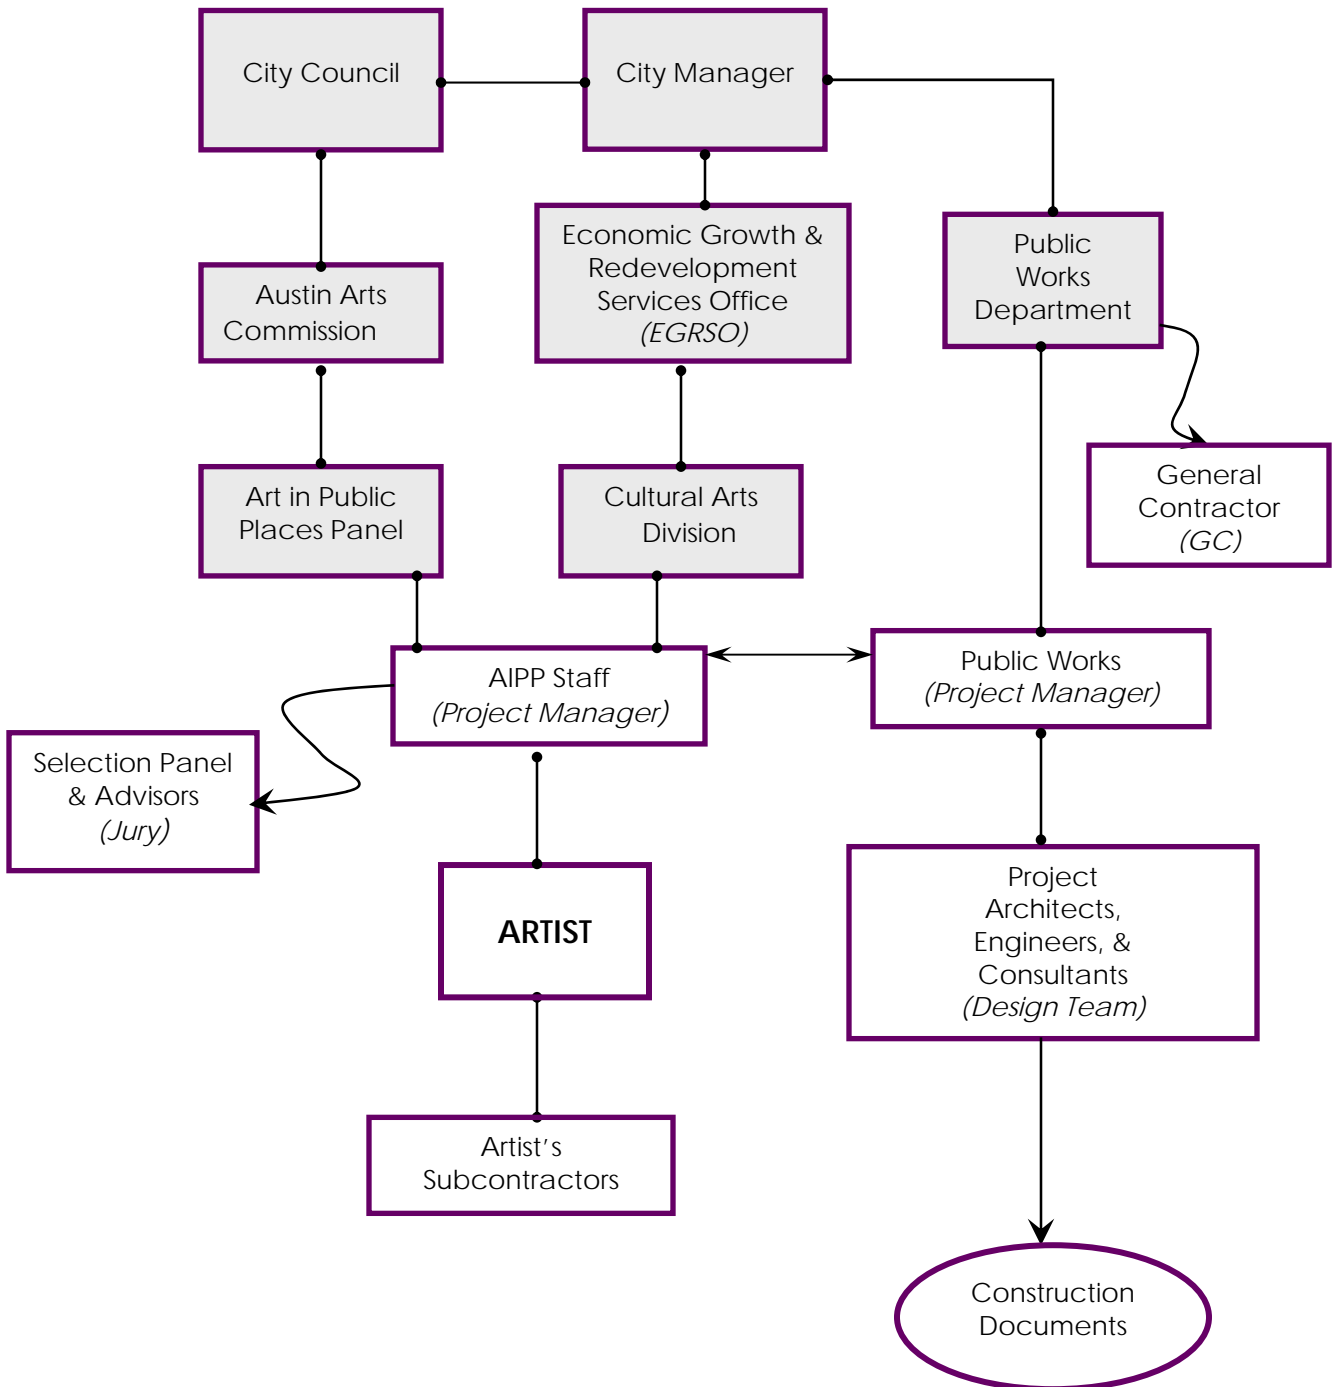 City Council
City Manager
Economic Growth &
Redevelopment
Services Office
(EGRSO)
Public
Works
Department
Austin Arts
Commission
General
Contractor
(GC)
Art in Public
Places Panel
Cultural Arts
Division
AIPP Staff
(Project Manager)
Public Works
(Project Manager)
Selection Panel
& Advisors
(Jury)
ARTIST
Project
Architects,
Engineers, &
Consultants
(Design Team)
Artist's
Subcontractors
Construction
Documents